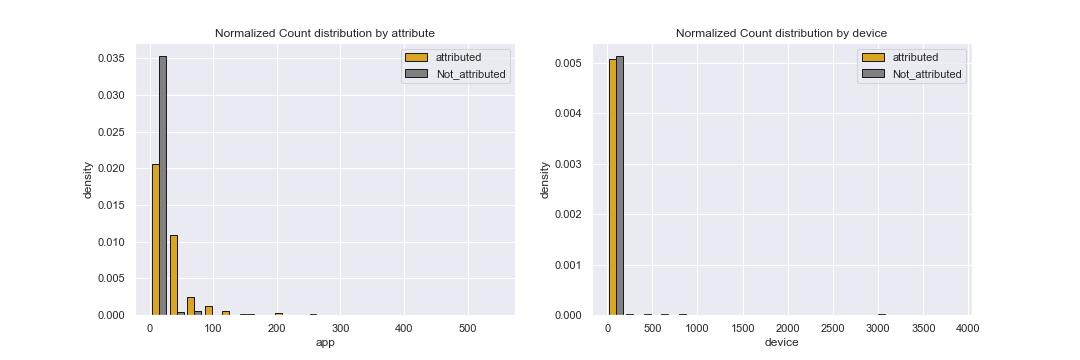 Normalized Count distribution by attribute
attributed
Not_attributed
0.035
0.030
0.025
0.020
0.015
0.010
0.005
0.000
density
0
100
200
300
400
500
app
Normalized Count distribution by device
attributed
Not_attributed
0.005
0.004
0.003
0.002
0.001
0.000
density
0
500
1000
1500
2000
2500
3000
3500
4000
device